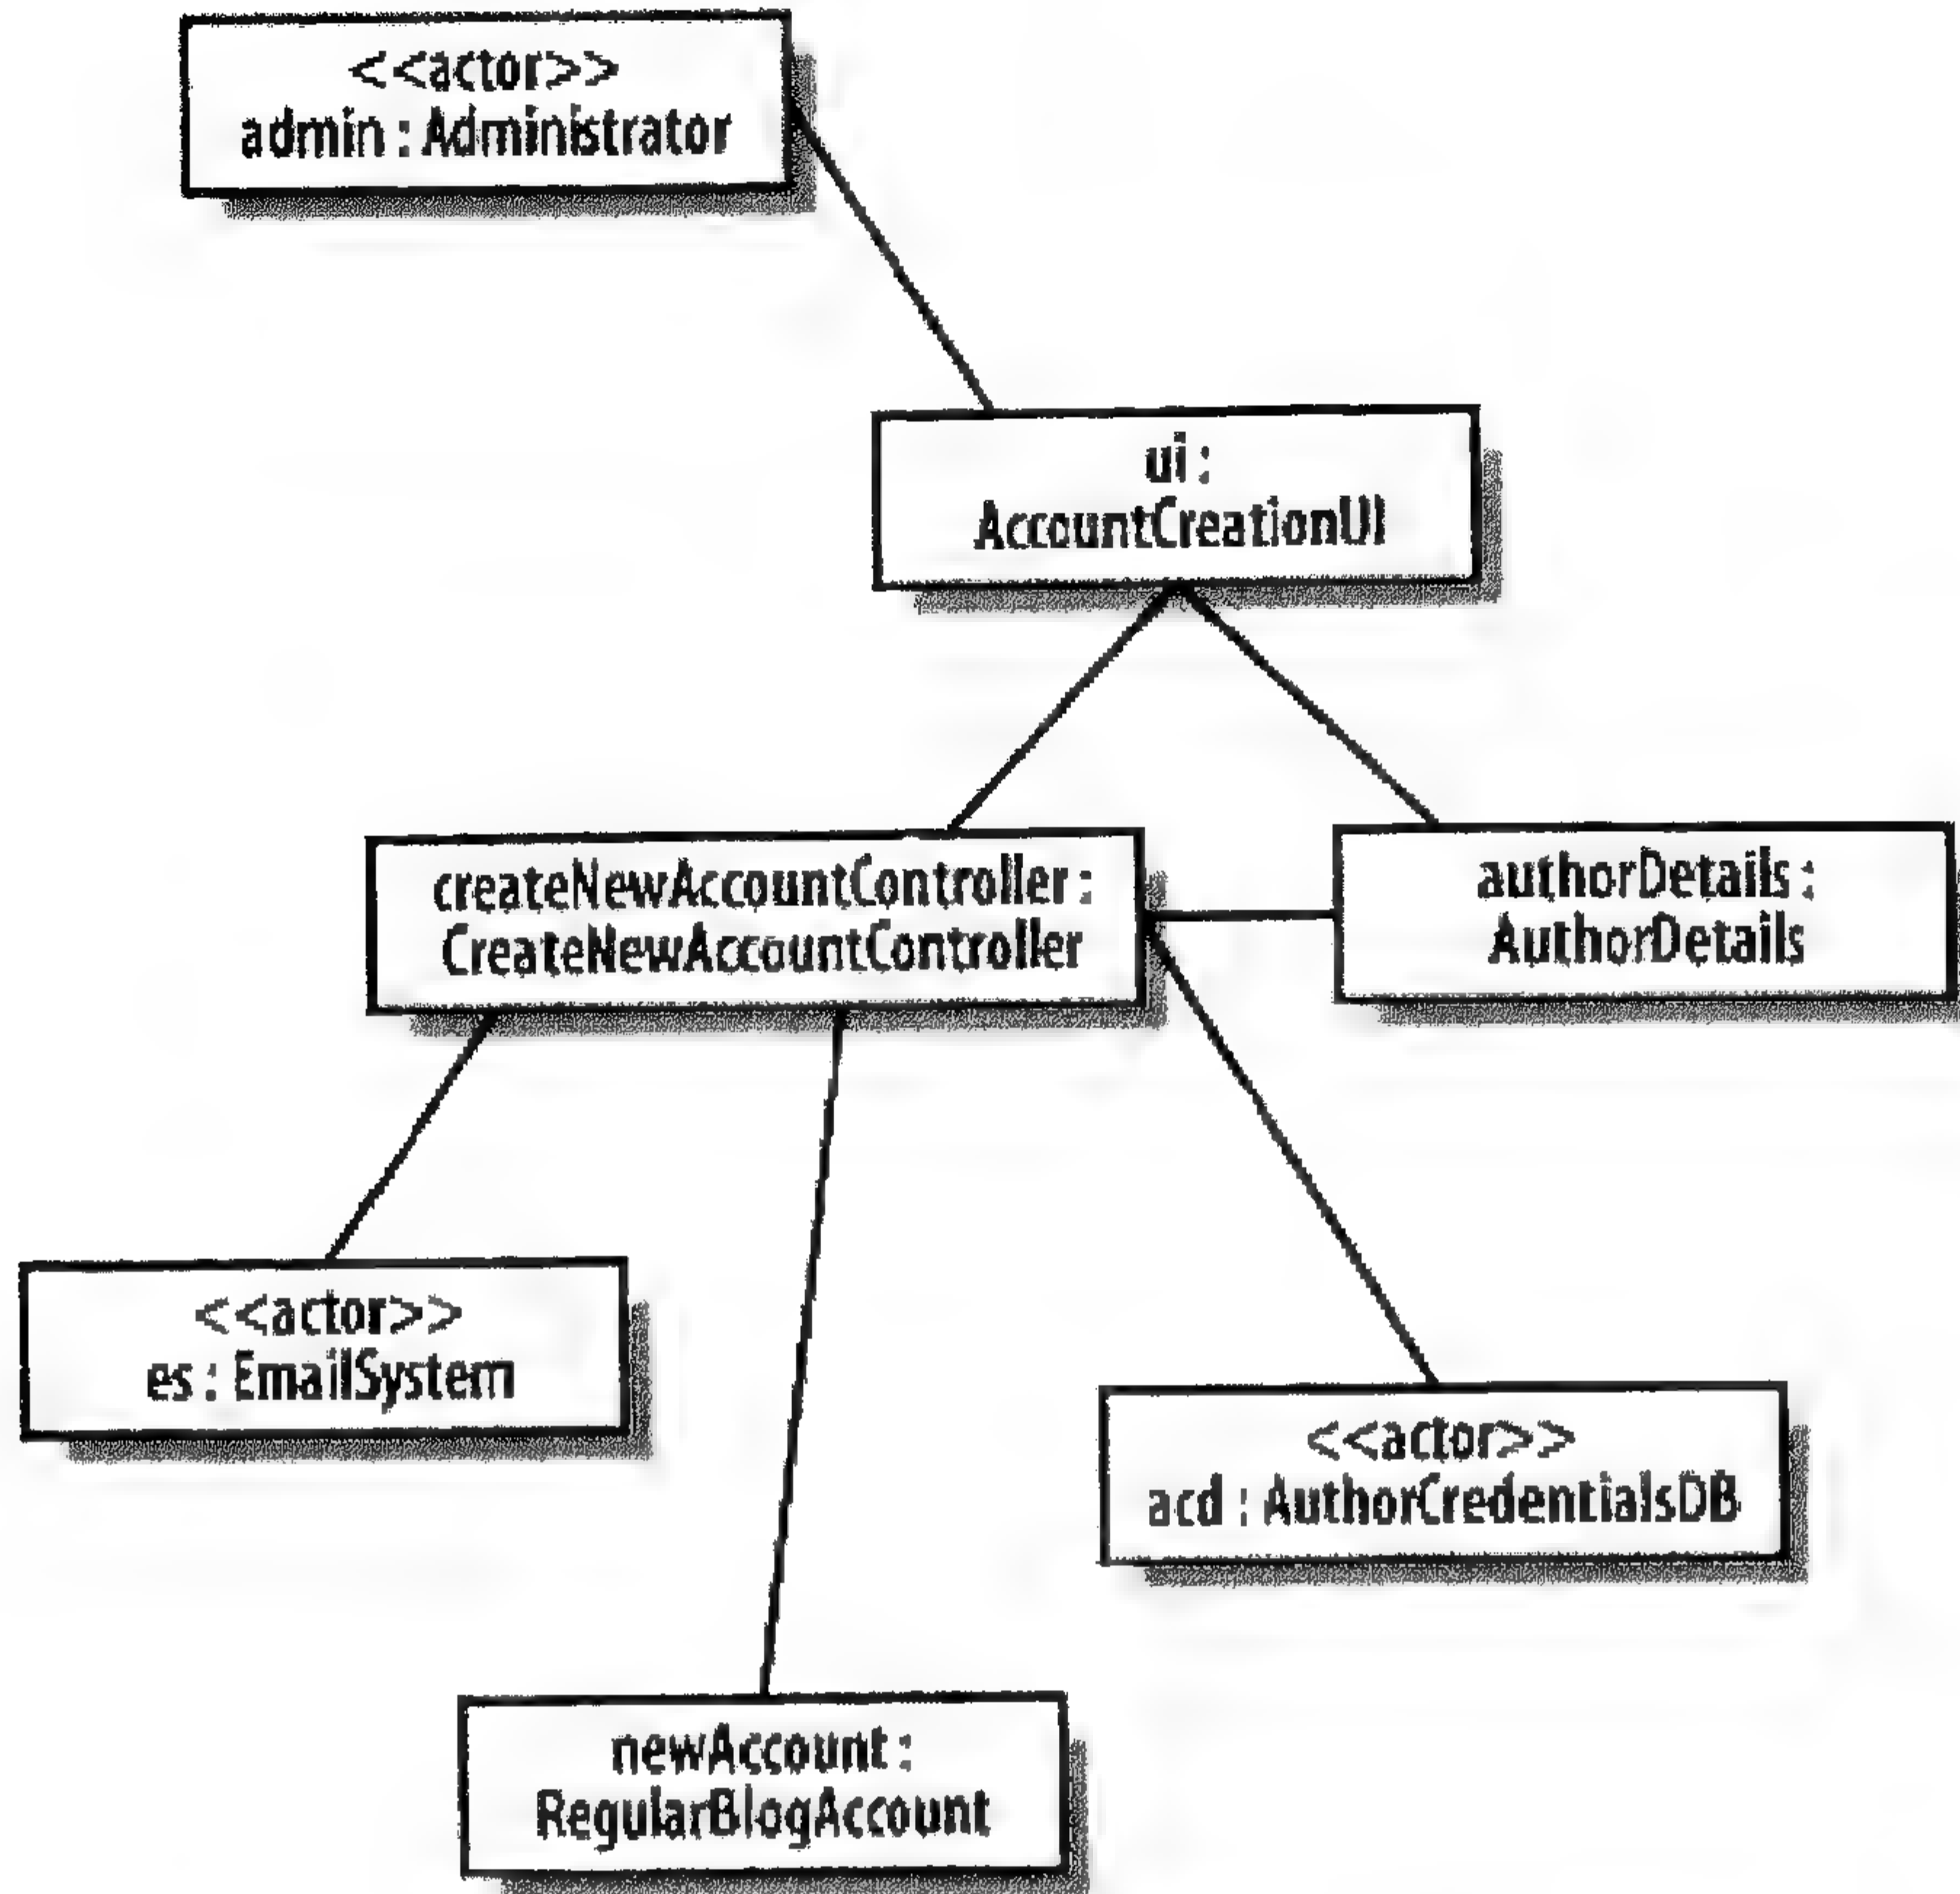 <<actor>>
admin : Administrator
ui :
AccountCreationUI
createNewAccountController :
CreateNewAccountController
authorDetails :
AuthorDetails
<<actor>>
es : EmailSystem
<<actor>>
acd : AuthorCredentialsDB
newAccount :
RegularBlogAccount